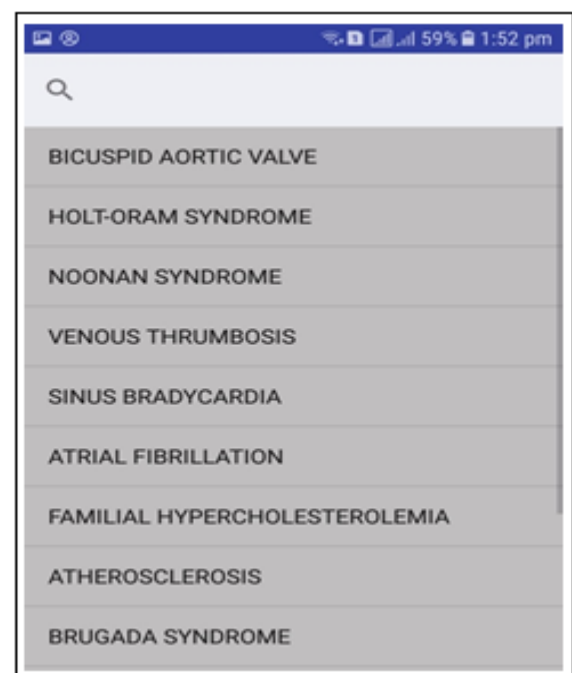 59% 1:52 pm
BICUSPID AORTIC VALVE
HOLT-ORAM SYNDROME
NOONAN SYNDROME
VENOUS THRUMBOSIS
SINUS BRADYCARDIA
ATRIAL FIBRILLATION
FAMILIAL HYPERCHOLESTEROLEMIA
ATHEROSCLEROSIS
BRUGADA SYNDROME